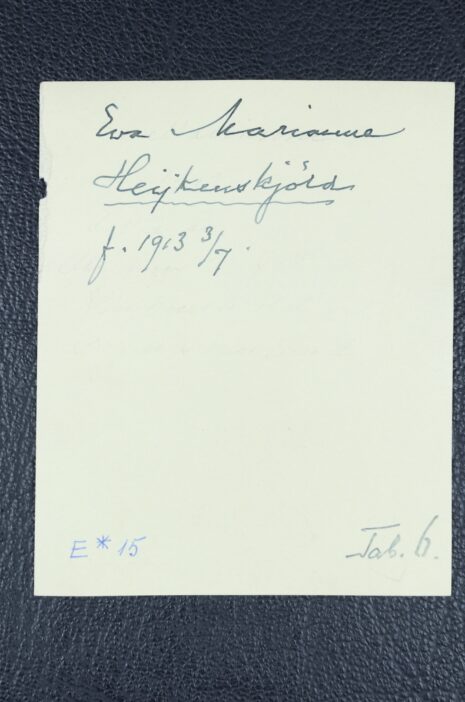 Eva Marianne
Heijkenskjöld
f. 1913 3/7.
E * 15
Tab. 6.